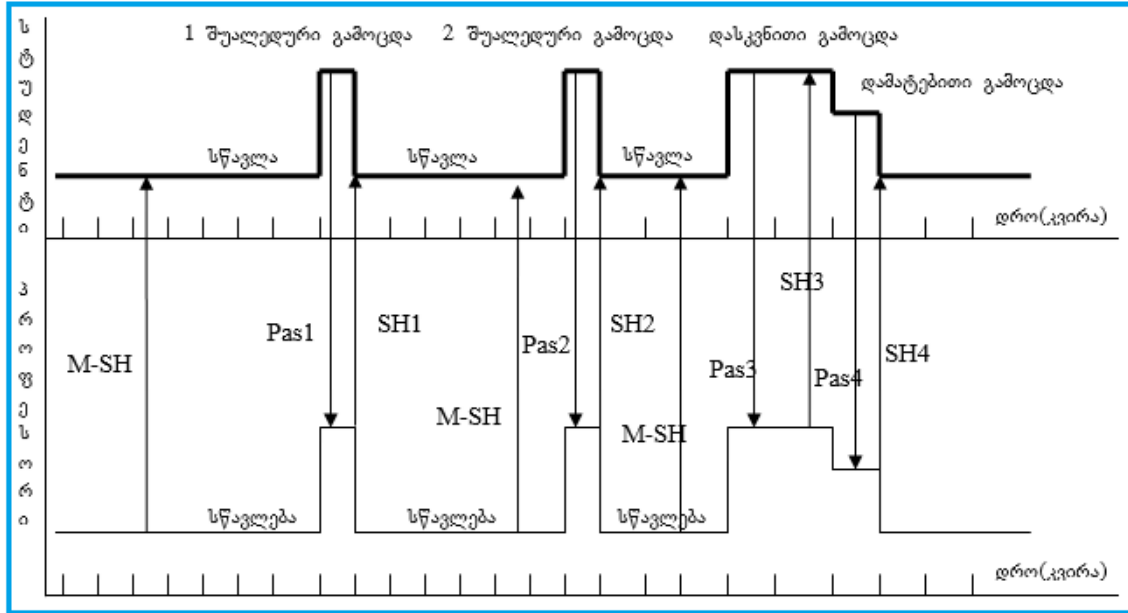 სტუდენტი
1 შუალედური გამოცდა
2 შუალედური გამოცდა
დასკვნითი გამოცდა
დამატებითი გამოცდა
სწავლა
სწავლა
სწავლა
დრო(კვირა)
პროფესორი
M-SH
Pas1
SH1
M-SH
Pas2
SH2
M-SH
Pas3
SH3
Pas4
SH4
სწავლება
სწავლება
სწავლება
დრო(კვირა)